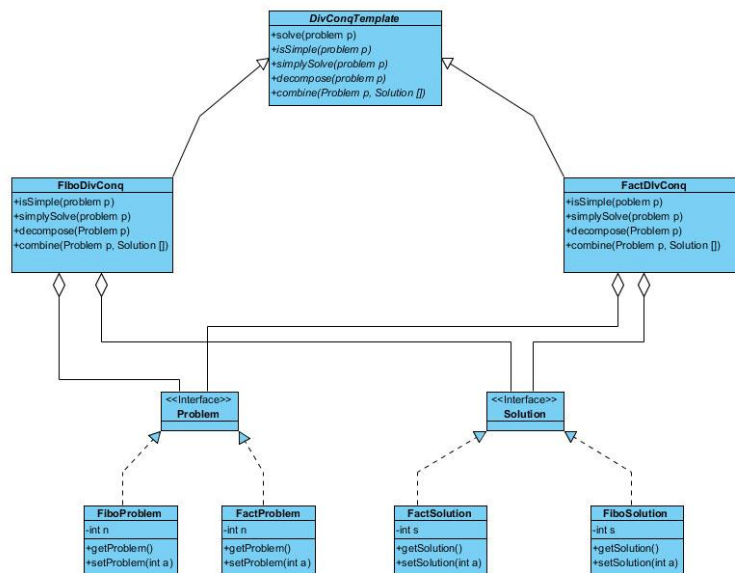 DivConqTemplate
+solve(problem p)
+isSimple(problem p)
+simplySolve(problem p)
+decompose(problem p)
+combine(Problem p, Solution [])
FIboDivConq
+isSimple(problem p)
+simplySolve(problem p)
+decompose(Problem p)
+combine(Problem p, Solution [])
FactDIvConq
+isSimple(poblem p)
+simplySolve(problem p)
+decompose(Problem p)
+combine(Problem p, Solution [])
<<Interface>>
Problem
<<Interface>>
Solution
FiboProblem
-int n
+getProblem()
+setProblem(int a)
FactProblem
-int n
+getProblem()
+setProblem(int a)
FactSolution
-int s
+getSolution()
+setSolution(int a)
FiboSolution
-int s
+getSolution()
+setSolution(int a)